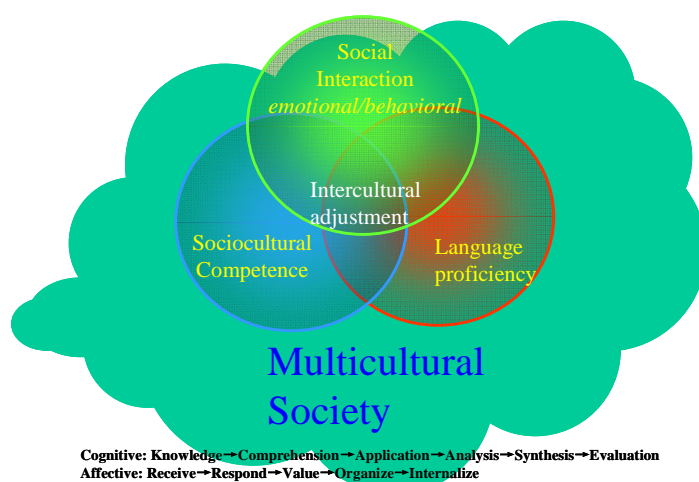 Social
Interaction
emotional/behavioral
Intercultural
adjustment
Sociocultural
Competence
Language
proficiency
Multicultural
Society
Cognitive: Knowledge→Comprehension→Application→Analysis→Synthesis→Evaluation
Affective: Receive→Respond→Value→Organize→Internalize